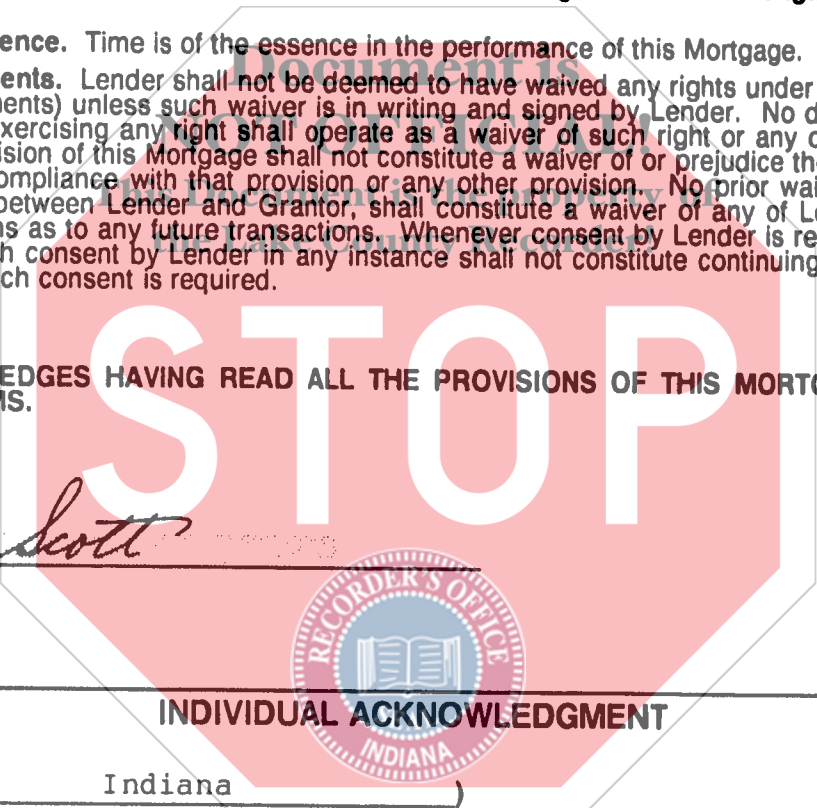 ence. Time is of the essence in the performance of this Mortgage.
ents. Lender shall not be deemed to have waived any rights under
nents) unless such waiver is in writing and signed by Lender. No d
xercising any right shall operate as a waiver of such right or any o
ision of this Mortgage shall not constitute a waiver of or prejudice th
ompliance with that provision or any other provision. No prior wai
between Lender and Grantor, shall constitute a waiver of any of Le
ns as to any future transactions. Whenever consent by Lender is re
h consent by Lender in any instance shall not constitute continuing
ch consent is required.
Document is
NOT OFFICIAL!
This Document is the property of
the Lake County Recorder!
STOP
EDGES HAVING READ ALL THE PROVISIONS OF THIS MORTG
MS.
Scott
RECORDER'S OFFICE
INDIANA
INDIVIDUAL ACKNOWLEDGMENT
Indiana )